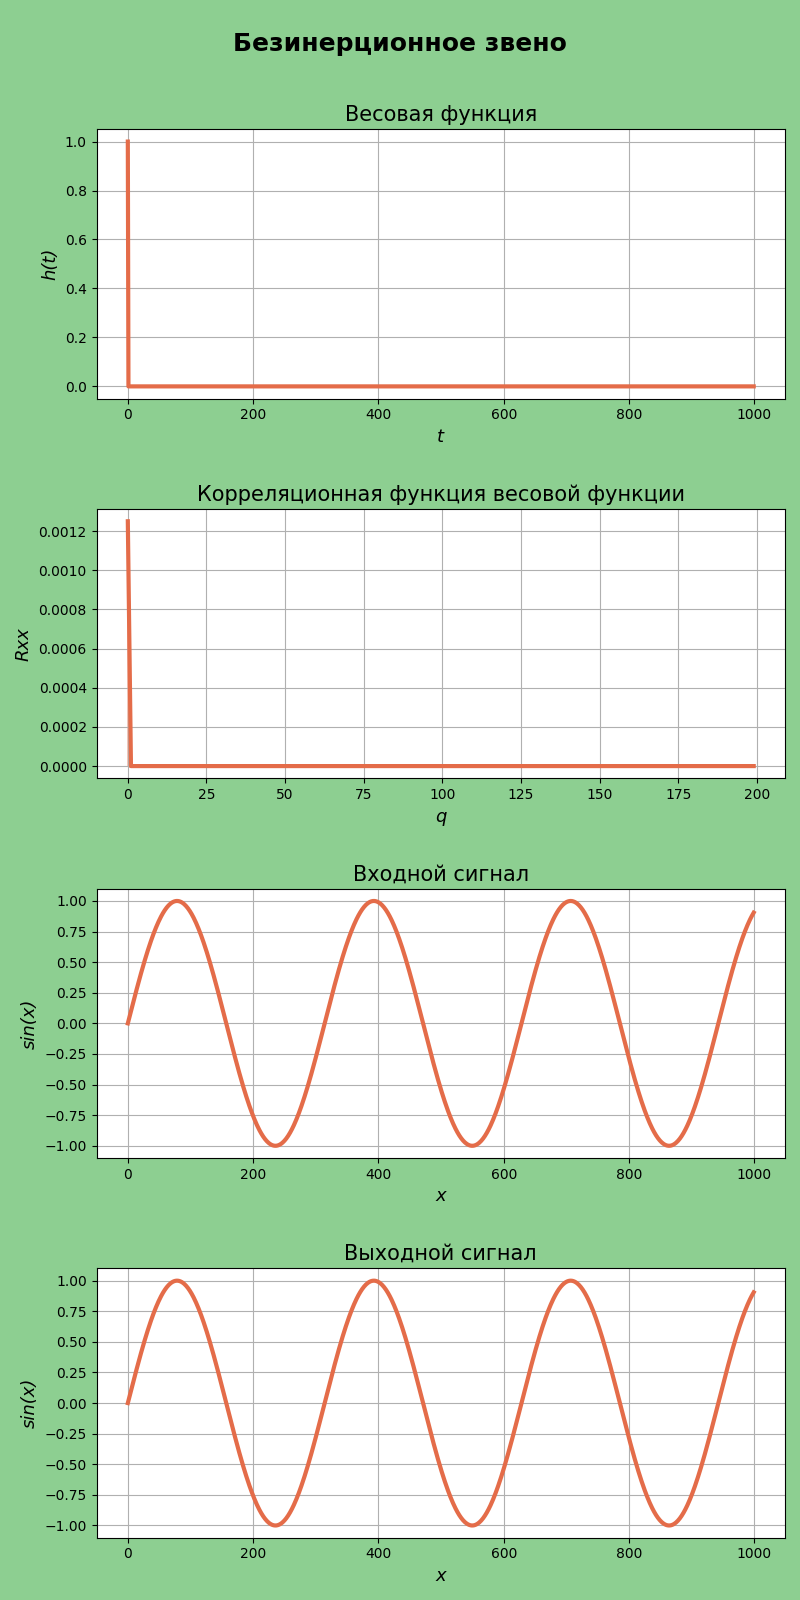 Безинерционное звено
Весовая функция
1.0
0.8
0.6
0.4
0.2
0.0
h(t)
0 200 400 600 800 1000
t
Корреляционная функция весовой функции
0.0012
0.0010
0.0008
0.0006
0.0004
0.0002
0.0000
Rxx
0 25 50 75 100 125 150 175 200
q
Входной сигнал
1.00
0.75
0.50
0.25
0.00
−0.25
−0.50
−0.75
−1.00
sin(x)
0 200 400 600 800 1000
x
Выходной сигнал
1.00
0.75
0.50
0.25
0.00
−0.25
−0.50
−0.75
−1.00
sin(x)
0 200 400 600 800 1000
x